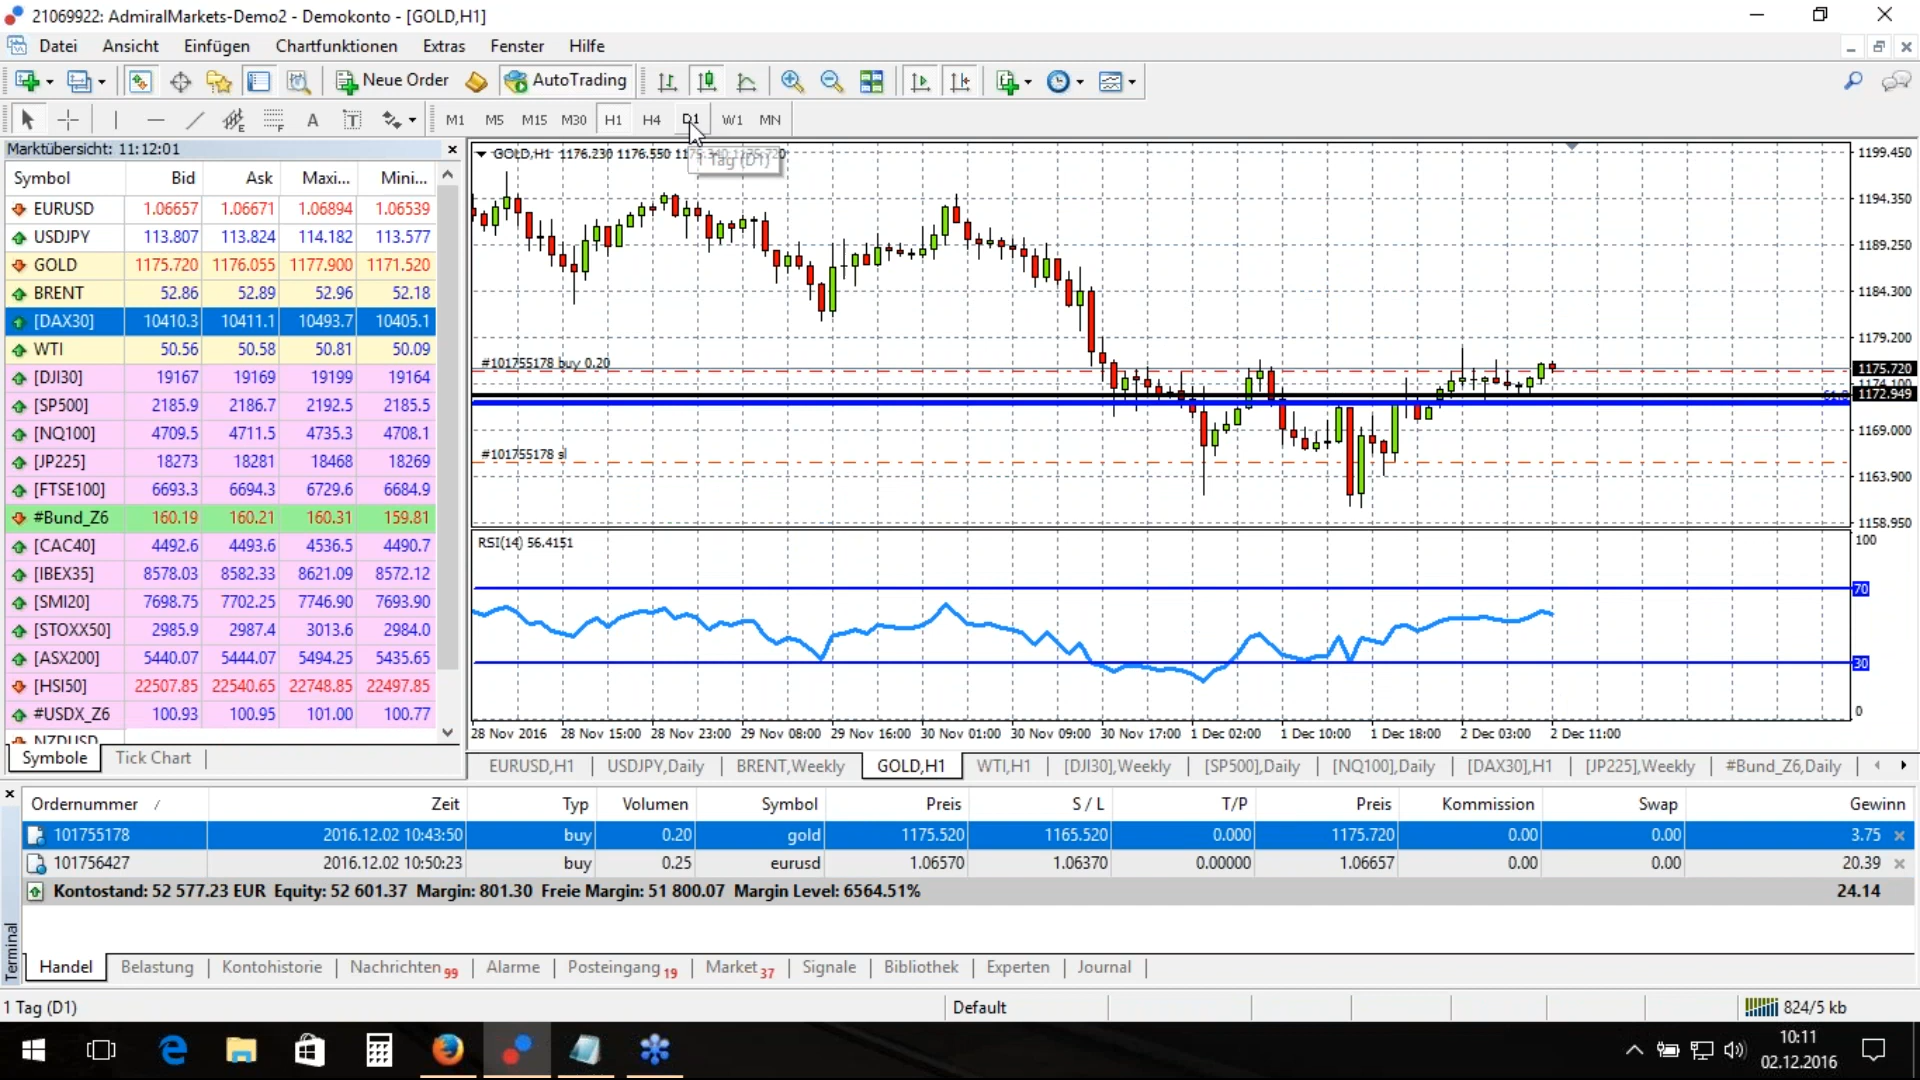 21069922: AdmiralMarkets-Demo2 - Demokonto - [GOLD,H1]
Datei Ansicht Einfügen Chartfunktionen Extras Fenster Hilfe
Neue Order AutoTrading
A T M1 M5 M15 M30 H1 H4 D1 W1 MN
Marktübersicht: 11:12:01
Symbol Bid Ask Maxi... Mini...
EURUSD 1.06657 1.06671 1.06894 1.06539
USDJPY 113.807 113.824 114.182 113.577
GOLD 1175.720 1176.055 1177.900 1171.520
BRENT 52.86 52.89 52.96 52.18
[DAX30] 10410.3 10411.1 10493.7 10405.1
WTI 50.56 50.58 50.81 50.09
[DJI30] 19167 19169 19199 19164
[SP500] 2185.9 2186.7 2192.5 2185.5
[NQ100] 4709.5 4711.5 4735.3 4708.1
[JP225] 18273 18281 18468 18269
[FTSE100] 6693.3 6694.3 6729.6 6684.9
#Bund_Z6 160.19 160.21 160.31 159.81
[CAC40] 4492.6 4493.6 4536.5 4490.7
[IBEX35] 8578.03 8582.33 8621.09 8572.12
[SMI20] 7698.75 7702.25 7746.90 7693.90
[STOXX50] 2985.9 2987.4 3013.6 2984.0
[ASX200] 5440.07 5444.07 5494.25 5435.65
[HSI50] 22507.85 22540.65 22748.85 22497.85
#USDX_Z6 100.93 100.95 101.00 100.77
NZDUSD
Symbole Tick Chart
GOLD,H1 1176.230 1176.550 1175.340 1175.720
1 Tag (D1)
#101755178 buy 0.20
#101755178 sl
1199.450
1194.350
1189.250
1184.300
1179.200
1175.720
1174.100
1172.949
1169.000
1163.900
1158.950
RSI(14) 56.4151
100
70
30
0
28 Nov 2016 28 Nov 15:00 28 Nov 23:00 29 Nov 08:00 29 Nov 16:00 30 Nov 01:00 30 Nov 09:00 30 Nov 17:00 1 Dec 02:00 1 Dec 10:00 1 Dec 18:00 2 Dec 03:00 2 Dec 11:00
EURUSD,H1 USDJPY,Daily BRENT,Weekly GOLD,H1 WTI,H1 [DJI30],Weekly [SP500],Daily [NQ100],Daily [DAX30],H1 [JP225],Weekly #Bund_Z6,Daily
Ordernummer / Zeit Typ Volumen Symbol Preis S / L T/P Preis Kommission Swap Gewinn
101755178 2016.12.02 10:43:50 buy 0.20 gold 1175.520 1165.520 0.000 1175.720 0.00 0.00 3.75
101756427 2016.12.02 10:50:23 buy 0.25 eurusd 1.06570 1.06370 0.00000 1.06657 0.00 0.00 20.39
Kontostand: 52 577.23 EUR Equity: 52 601.37 Margin: 801.30 Freie Margin: 51 800.07 Margin Level: 6564.51% 24.14
Terminal
Handel Belastung Kontohistorie Nachrichten 99 Alarme Posteingang 19 Market 37 Signale Bibliothek Experten Journal
1 Tag (D1) Default 824/5 kb
10:11
02.12.2016